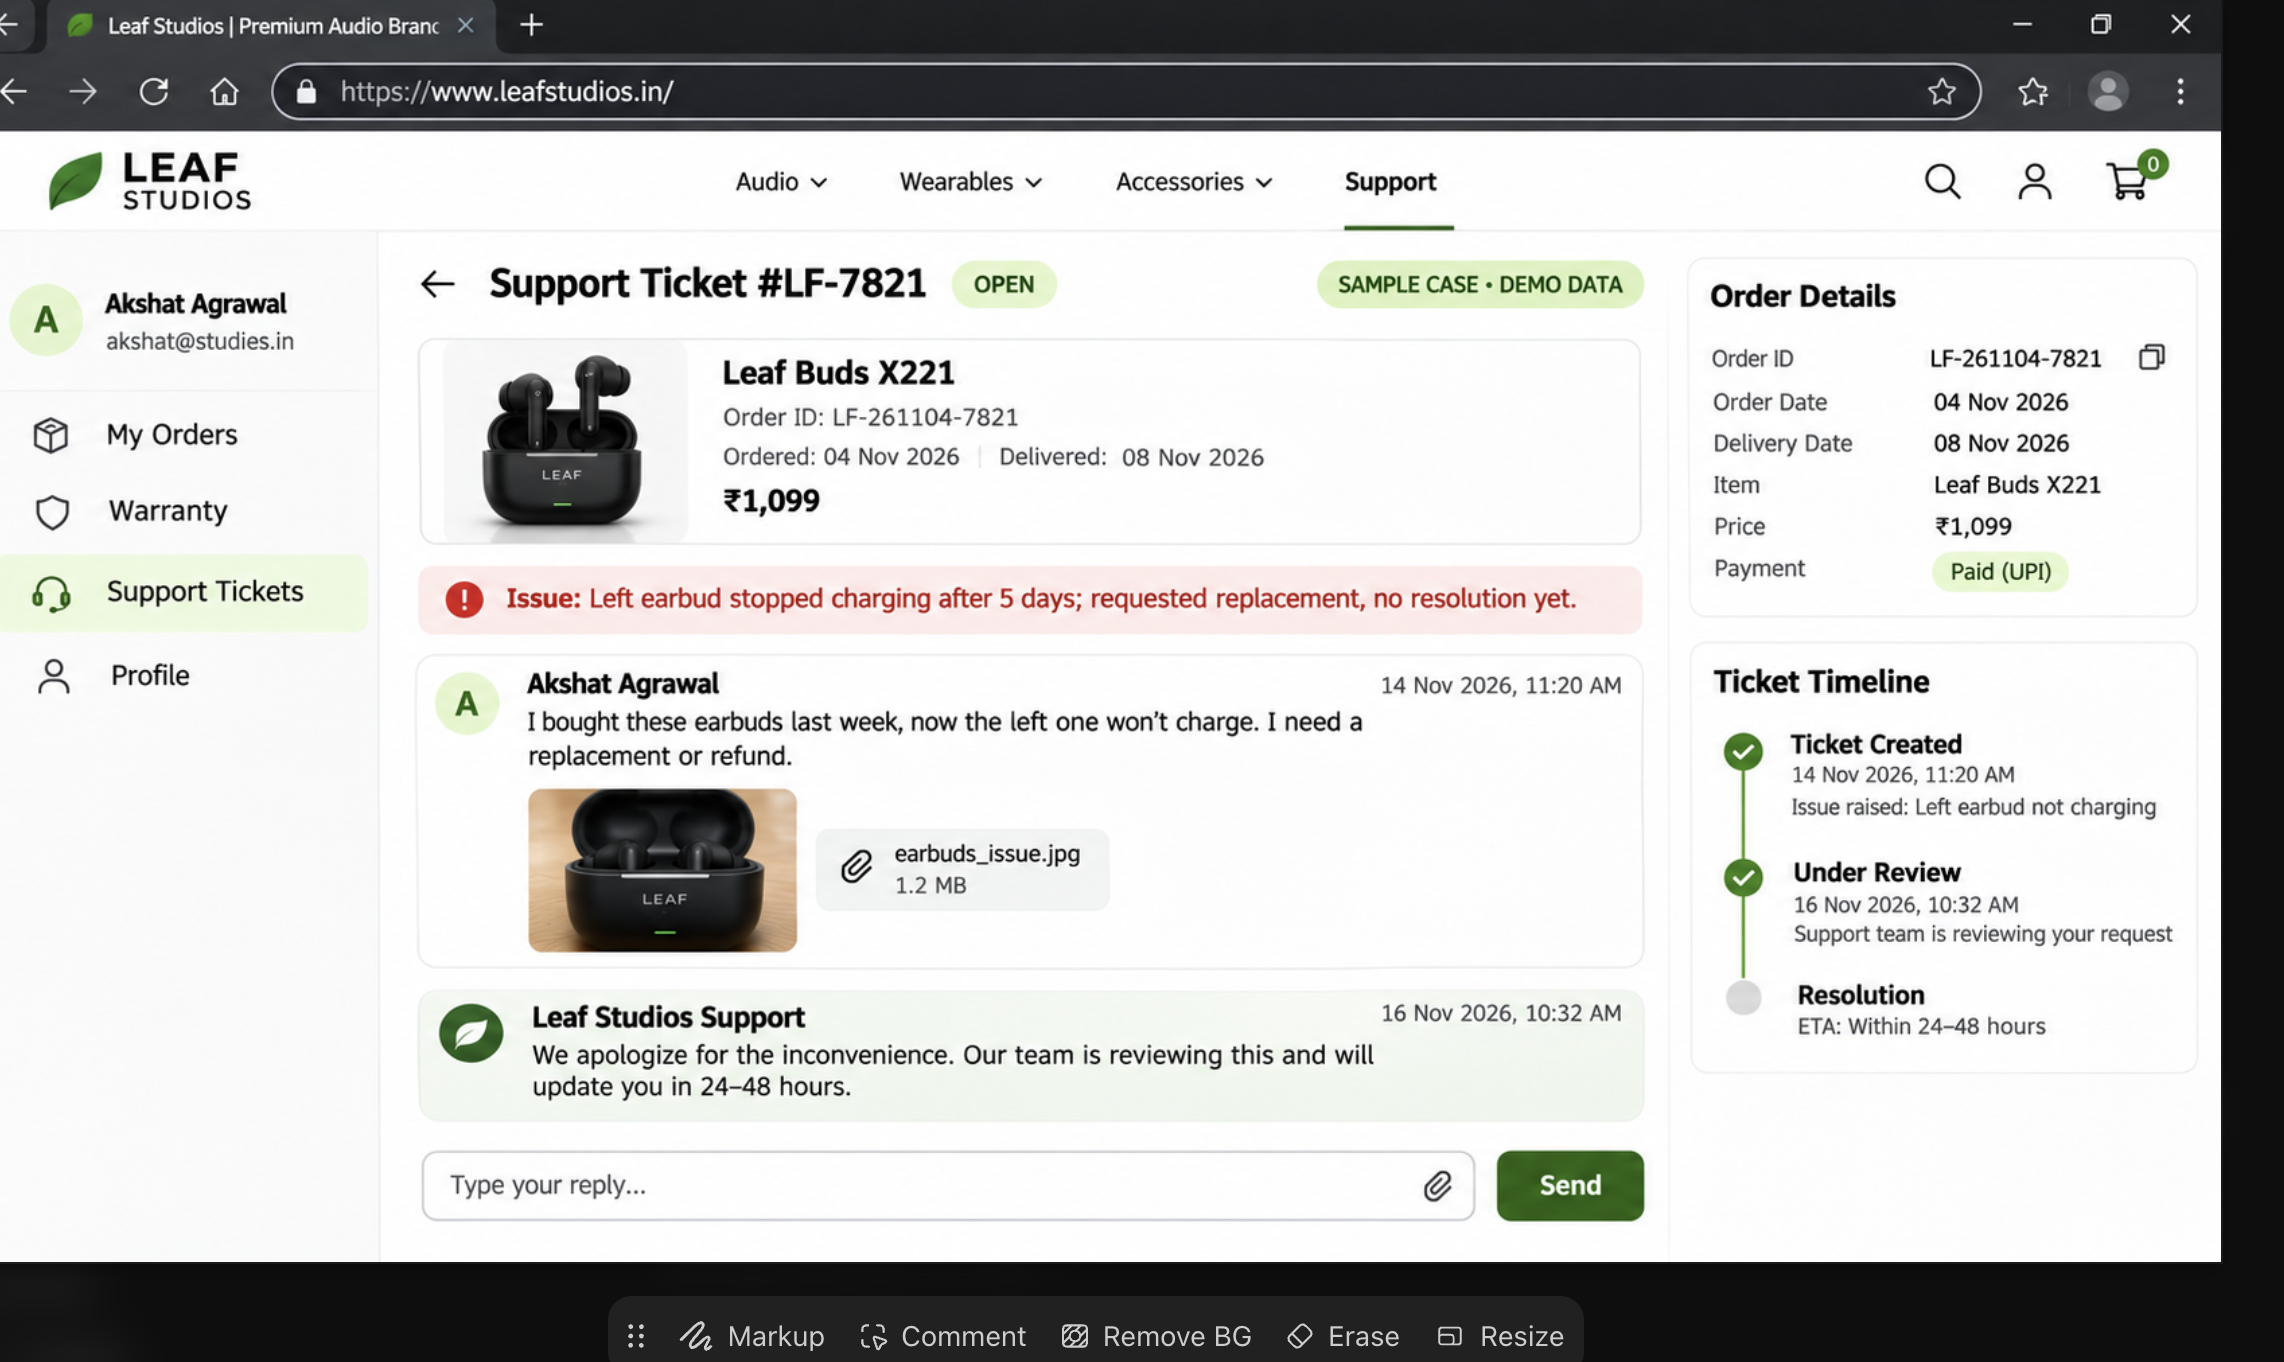 Leaf Studios | Premium Audio Branc
https://www.leafstudios.in/
LEAF
STUDIOS
Audio
Wearables
Accessories
Support
0
A
Akshat Agrawal
akshat@studies.in
My Orders
Warranty
Support Tickets
Profile
Support Ticket #LF-7821
OPEN
SAMPLE CASE • DEMO DATA
LEAF
Leaf Buds X221
Order ID: LF-261104-7821
Ordered: 04 Nov 2026 | Delivered: 08 Nov 2026
₹1,099
Issue: Left earbud stopped charging after 5 days; requested replacement, no resolution yet.
A
Akshat Agrawal
14 Nov 2026, 11:20 AM
I bought these earbuds last week, now the left one won’t charge. I need a
replacement or refund.
LEAF
earbuds_issue.jpg
1.2 MB
Leaf Studios Support
16 Nov 2026, 10:32 AM
We apologize for the inconvenience. Our team is reviewing this and will
update you in 24–48 hours.
Type your reply...
Send
Order Details
Order ID LF-261104-7821
Order Date 04 Nov 2026
Delivery Date 08 Nov 2026
Item Leaf Buds X221
Price ₹1,099
Payment Paid (UPI)
Ticket Timeline
Ticket Created
14 Nov 2026, 11:20 AM
Issue raised: Left earbud not charging
Under Review
16 Nov 2026, 10:32 AM
Support team is reviewing your request
Resolution
ETA: Within 24–48 hours
Markup
Comment
Remove BG
Erase
Resize